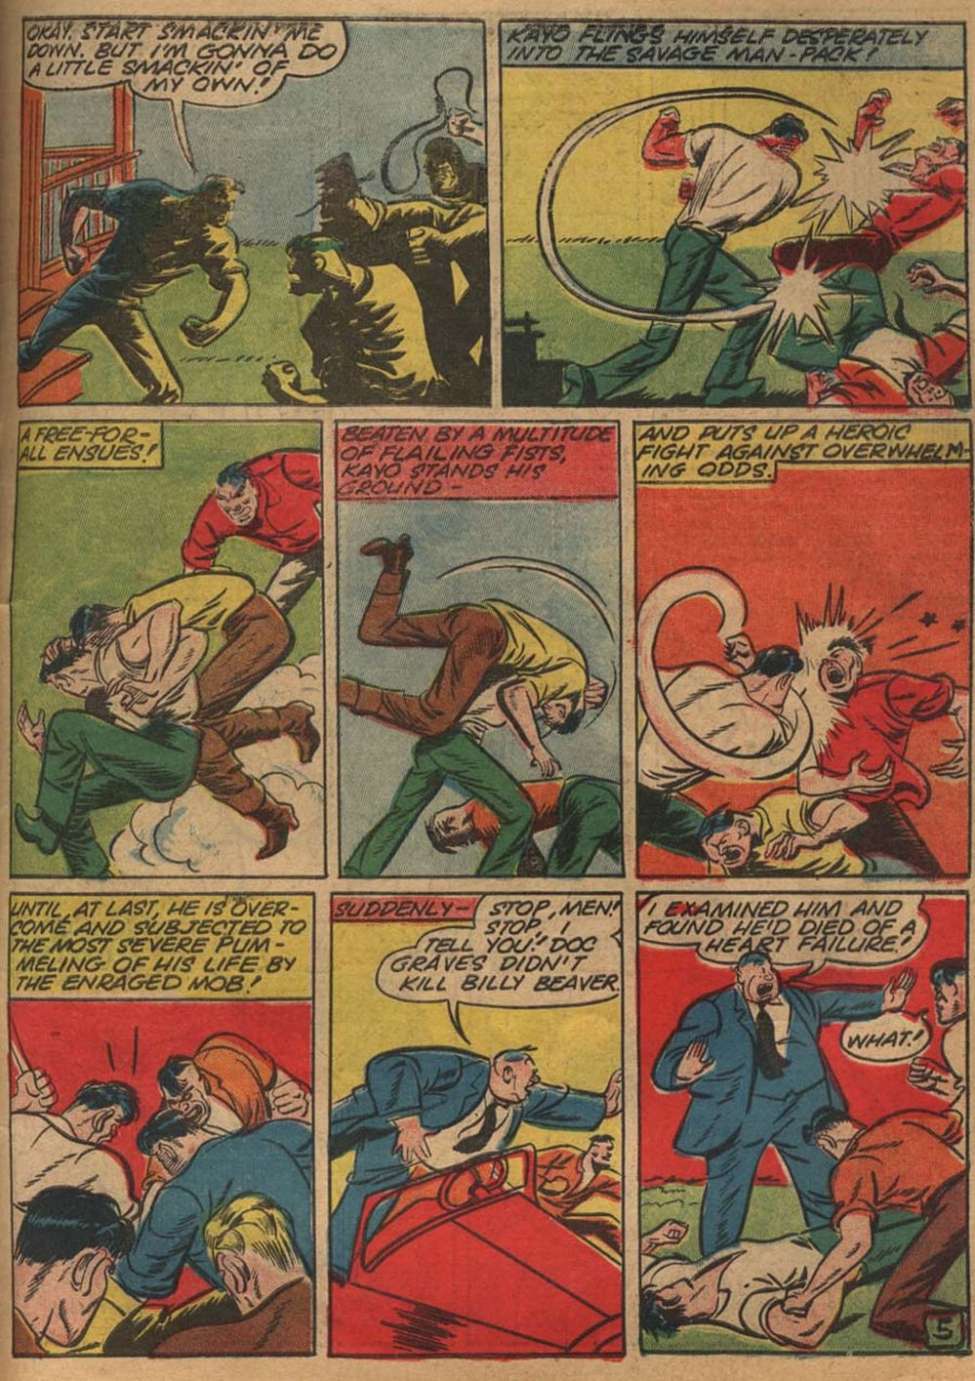 OKAY. START SMACKIN' ME
DOWN. BUT I'M GONNA DO
A LITTLE SMACKIN' OF
MY OWN!
KAYO FLINGS HIMSELF DESPERATELY
INTO THE SAVAGE MAN-PACK!
A FREE-FOR-
ALL ENSUES!
BEATEN BY A MULTITUDE
OF FLAILING FISTS,
KAYO STANDS HIS
GROUND-
AND PUTS UP A HEROIC
FIGHT AGAINST OVERWHELM-
ING ODDS.
UNTIL, AT LAST, HE IS OVER-
COME AND SUBJECTED TO
THE MOST SEVERE PUM-
MELING OF HIS LIFE BY
THE ENRAGED MOB!
SUDDENLY-
STOP, MEN!
STOP, I
TELL YOU! DOC
GRAVES DIDN'T
KILL BILLY BEAVER.
I EXAMINED HIM AND
FOUND HE'D DIED OF A
HEART FAILURE!
WHAT!
5